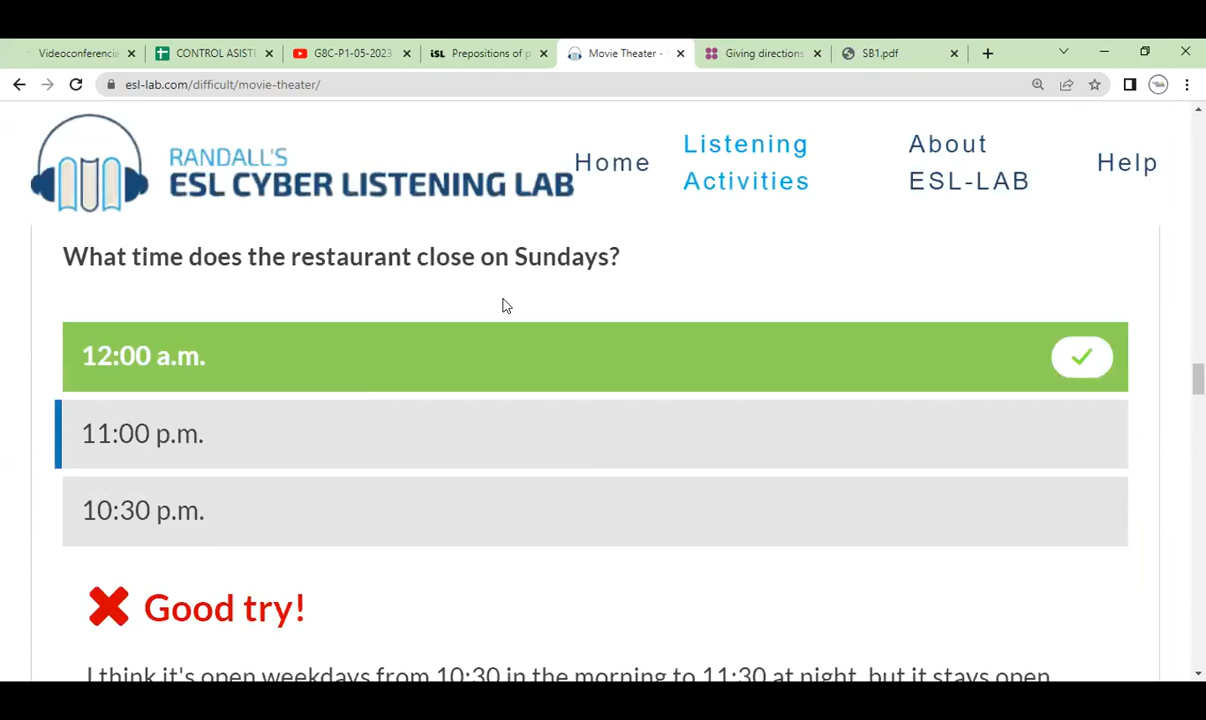 Videoconferencia
CONTROL ASISTE
G8C-P1-05-2023
iSL Prepositions of p
Movie Theater -
Giving directions
SB1.pdf
esl-lab.com/difficult/movie-theater/
RANDALL'S
ESL CYBER LISTENING LAB
Home
Listening
Activities
About
ESL-LAB
Help
What time does the restaurant close on Sundays?
12:00 a.m.
11:00 p.m.
10:30 p.m.
Good try!
I think it's open weekdays from 10:30 in the morning to 11:30 at night, but it stays open